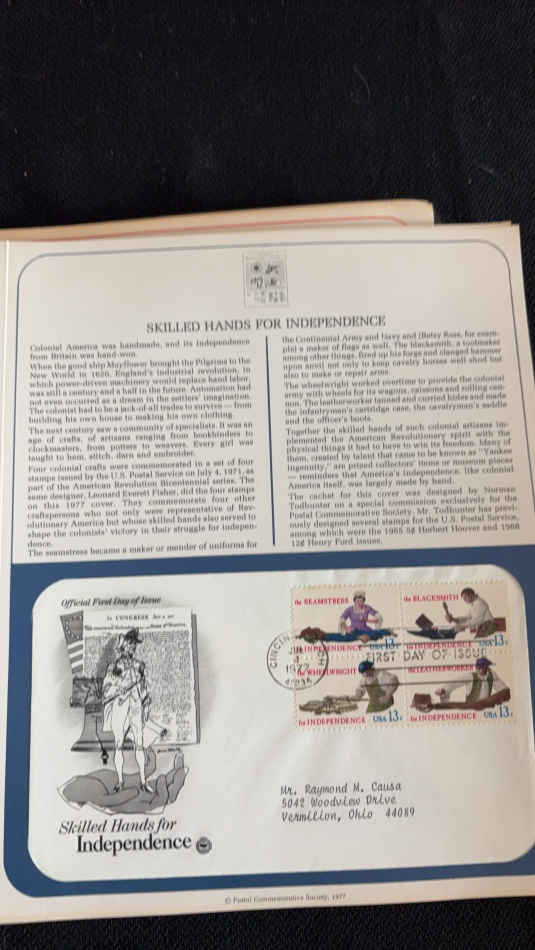 SKILLED HANDS FOR INDEPENDENCE
Colonial America was handmade, and its independence
from Britain was hand-won.
When the good ship Mayflower brought the Pilgrims to the
New World in 1620, England's industrial revolution, in
which power-driven machinery would replace hand labor,
was still a century and a half in the future. Automation had
not even occurred as a dream in the settlers' imagination.
The colonist had to be a jack-of-all trades to survive — from
building his own house to making his own clothing.
The next century saw a community of specialists. It was an
age of crafts, of artisans ranging from bookbinders to
clockmasters, from potters to weavers. Every girl was
taught to hem, stitch, darn and embroider.
Four colonial crafts were commemorated in a set of four
stamps issued by the U.S. Postal Service on July 4, 1971, as
part of the American Revolution Bicentennial series. The
same designer, Leonard Everett Fisher, did the four stamps
on this 1977 cover. They commemorate four other
craftspersons who not only were representative of Rev-
olutionary America but whose skilled hands also served to
shape the colonists' victory in their struggle for indepen-
dence.
The seamstress became a maker or mender of uniforms for
the Continental Army and Navy and (Betsy Ross, for exam-
ple) a maker of flags as well. The blacksmith, a toolmaker
among other things, fired up his forge and clanged hammer
upon anvil not only to keep cavalry horses well shod but
also to make or repair arms.
The wheelwright worked overtime to provide the colonial
army with wheels for its wagons, caissons and rolling can-
non. The leatherworker tanned and curried hides and made
the infantryman's cartridge case, the cavalryman's saddle
and the officer's boots.
Together the skilled hands of such colonial artisans im-
plemented the American Revolutionary spirit with the
physical things it had to have to win its freedom. Many of
them, created by talent that came to be known as "Yankee
ingenuity," are prized collectors' items or museum pieces
— reminders that America's independence, like colonial
America itself, was largely made by hand.
The cachet for this cover was designed by Norman
Todhunter on a special commission exclusively for the
Postal Commemorative Society. Mr. Todhunter has previ-
ously designed several stamps for the U.S. Postal Service,
among which were the 1965 5¢ Herbert Hoover and 1968
12¢ Henry Ford issues.
Official First Day of Issue
In CONGRESS
Skilled Hands for
Independence
the SEAMSTRESS
for INDEPENDENCE USA 13c
the BLACKSMITH
for INDEPENDENCE USA 13c
the WHEELWRIGHT
for INDEPENDENCE USA 13c
the LEATHERWORKER
for INDEPENDENCE USA 13c
JUL
4
1977
FIRST DAY OF ISSUE
Mr. Raymond M. Causa
5042 Woodview Drive
Vermilion, Ohio 44089
© Postal Commemorative Society, 1977